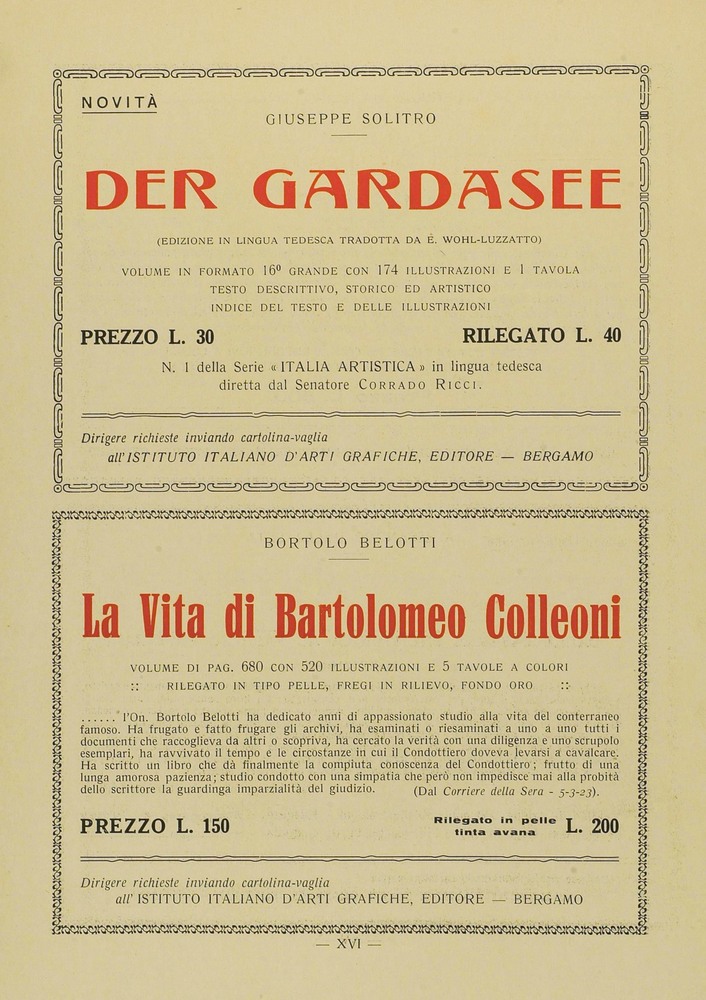 NOVITÀ
GIUSEPPE SOLITRO
DER GARDASEE
(EDIZIONE IN LINGUA TEDESCA TRADOTTA DA E. WOHL-LUZZATTO)
VOLUME IN FORMATO 16º GRANDE CON 174 ILLUSTRAZIONI E 1 TAVOLA
TESTO DESCRITTIVO, STORICO ED ARTISTICO
INDICE DEL TESTO E DELLE ILLUSTRAZIONI
PREZZO L. 30 RILEGATO L. 40
N. 1 della Serie « ITALIA ARTISTICA » in lingua tedesca
diretta dal Senatore CORRADO RICCI.
Dirigere richieste inviando cartolina-vaglia
all'ISTITUTO ITALIANO D'ARTI GRAFICHE, EDITORE — BERGAMO
BORTOLO BELOTTI
La Vita di Bartolomeo Colleoni
VOLUME DI PAG. 680 CON 520 ILLUSTRAZIONI E 5 TAVOLE A COLORI
:: RILEGATO IN TIPO PELLE, FREGI IN RILIEVO, FONDO ORO ::
...... l'On. Bortolo Belotti ha dedicato anni di appassionato studio alla vita del conterraneo
famoso. Ha frugato e fatto frugare gli archivi, ha esaminati o riesaminati a uno a uno tutti i
documenti che raccoglieva da altri o scopriva, ha cercato la verità con una diligenza e uno scrupolo
esemplari, ha ravvivato il tempo e le circostanze in cui il Condottiero doveva levarsi a cavalcare.
Ha scritto un libro che dà finalmente la compiuta conoscenza del Condottiero; frutto di una
lunga amorosa pazienza; studio condotto con una simpatia che però non impedisce mai alla probità
dello scrittore la guardinga imparzialità del giudizio. (Dal Corriere della Sera - 5-3-23).
PREZZO L. 150 Rilegato in pelle tinta avana L. 200
Dirigere richieste inviando cartolina-vaglia
all' ISTITUTO ITALIANO D'ARTI GRAFICHE, EDITORE — BERGAMO
— XVI —